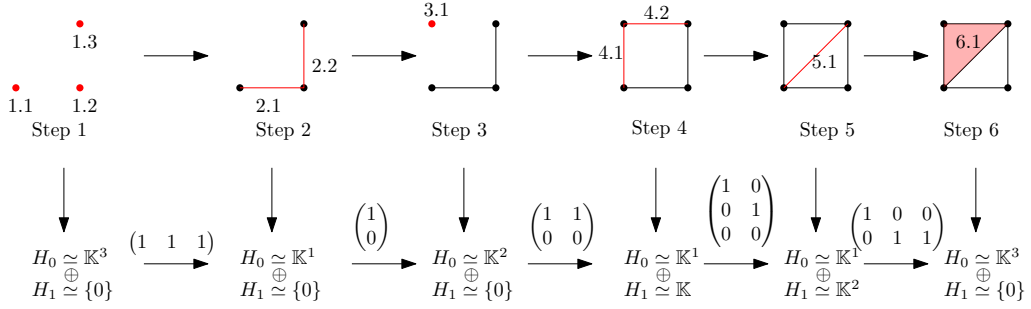 3.1
4.2
1.3
2.2
4.1
5.1
6.1
1.1
1.2
2.1
Step 1
Step 2
Step 3
Step 4
Step 5
Step 6
(1 1 1)
(1
0)
(1 1
0 0)
(1 0
0 1
0 0)
(1 0 0
0 1 1)
H₀ ≃ 𝕂³
⊕
H₁ ≃ {0}
H₀ ≃ 𝕂¹
⊕
H₁ ≃ {0}
H₀ ≃ 𝕂²
⊕
H₁ ≃ {0}
H₀ ≃ 𝕂¹
⊕
H₁ ≃ 𝕂
H₀ ≃ 𝕂¹
⊕
H₁ ≃ 𝕂²
H₀ ≃ 𝕂³
⊕
H₁ ≃ {0}